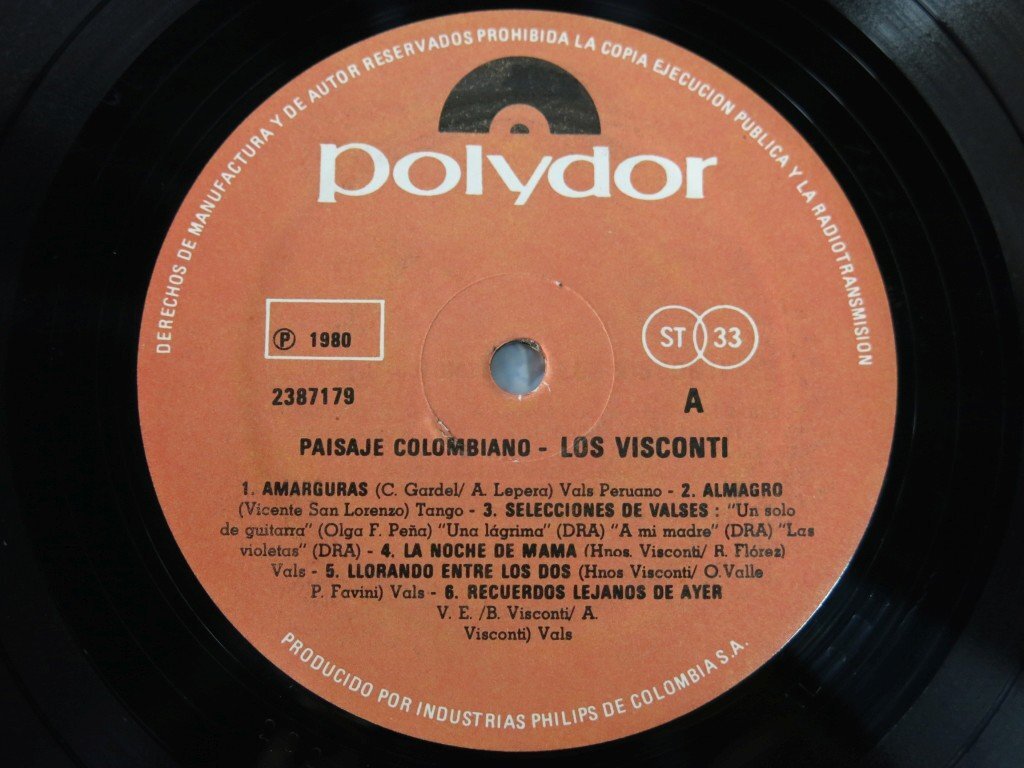 DERECHOS DE MANUFACTURA Y DE AUTOR RESERVADOS PROHIBIDA LA COPIA EJECUCION PUBLICA Y LA RADIOTRANSMISION
polydor
℗ 1980
ST 33
2387179
A
PAISAJE COLOMBIANO - LOS VISCONTI
1. AMARGURAS (C. Gardel/ A. Lepera) Vals Peruano - 2. ALMAGRO
(Vicente San Lorenzo) Tango - 3. SELECCIONES DE VALSES : "Un solo
de guitarra" (Olga F. Peña) "Una lágrima" (DRA) "A mi madre" (DRA) "Las
violetas" (DRA) - 4. LA NOCHE DE MAMA (Hnos. Visconti/ R. Flórez)
Vals - 5. LLORANDO ENTRE LOS DOS (Hnos Visconti/ O.Valle
P. Favini) Vals - 6. RECUERDOS LEJANOS DE AYER
V. E. /B. Visconti/ A.
Visconti) Vals
PRODUCIDO POR INDUSTRIAS PHILIPS DE COLOMBIA S.A.